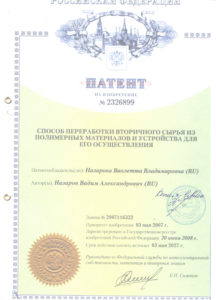 РОССИЙСКАЯ ФЕДЕРАЦИЯ
ПАТЕНТ
НА ИЗОБРЕТЕНИЕ
№ 2326899
СПОСОБ ПЕРЕРАБОТКИ ВТОРИЧНОГО СЫРЬЯ ИЗ
ПОЛИМЕРНЫХ МАТЕРИАЛОВ И УСТРОЙСТВА ДЛЯ
ЕГО ОСУЩЕСТВЛЕНИЯ
Патентообладатель(ли): Назарова Виолетта Владимировна (RU)
Автор(ы): Назаров Вадим Александрович (RU)
Заявка № 2007116322
Приоритет изобретения 03 мая 2007 г.
Зарегистрировано в Государственном реестре
изобретений Российской Федерации 20 июня 2008 г.
Срок действия патента истекает 03 мая 2027 г.
Руководитель Федеральной службы по интеллектуальной
собственности, патентам и товарным знакам
Б.П. Симонов